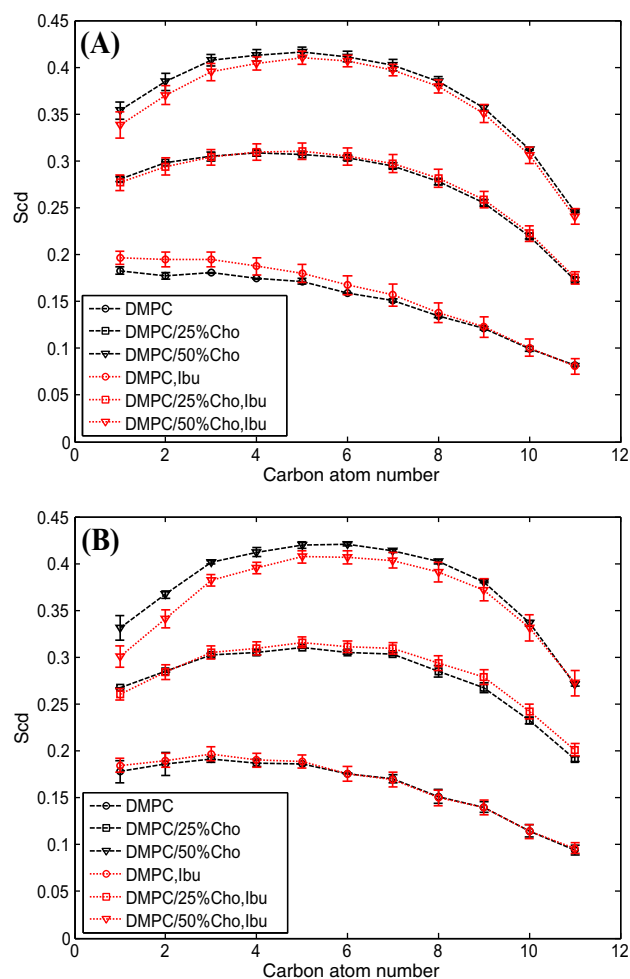 (A)
0.45
0.4
0.35
0.3
0.25
0.2
0.15
0.1
0.05
0
Scd
DMPC
DMPC/25%Cho
DMPC/50%Cho
DMPC,Ibu
DMPC/25%Cho,Ibu
DMPC/50%Cho,Ibu
0 2 4 6 8 10 12
Carbon atom number
(B)
0.45
0.4
0.35
0.3
0.25
0.2
0.15
0.1
0.05
0
Scd
DMPC
DMPC/25%Cho
DMPC/50%Cho
DMPC,Ibu
DMPC/25%Cho,Ibu
DMPC/50%Cho,Ibu
0 2 4 6 8 10 12
Carbon atom number